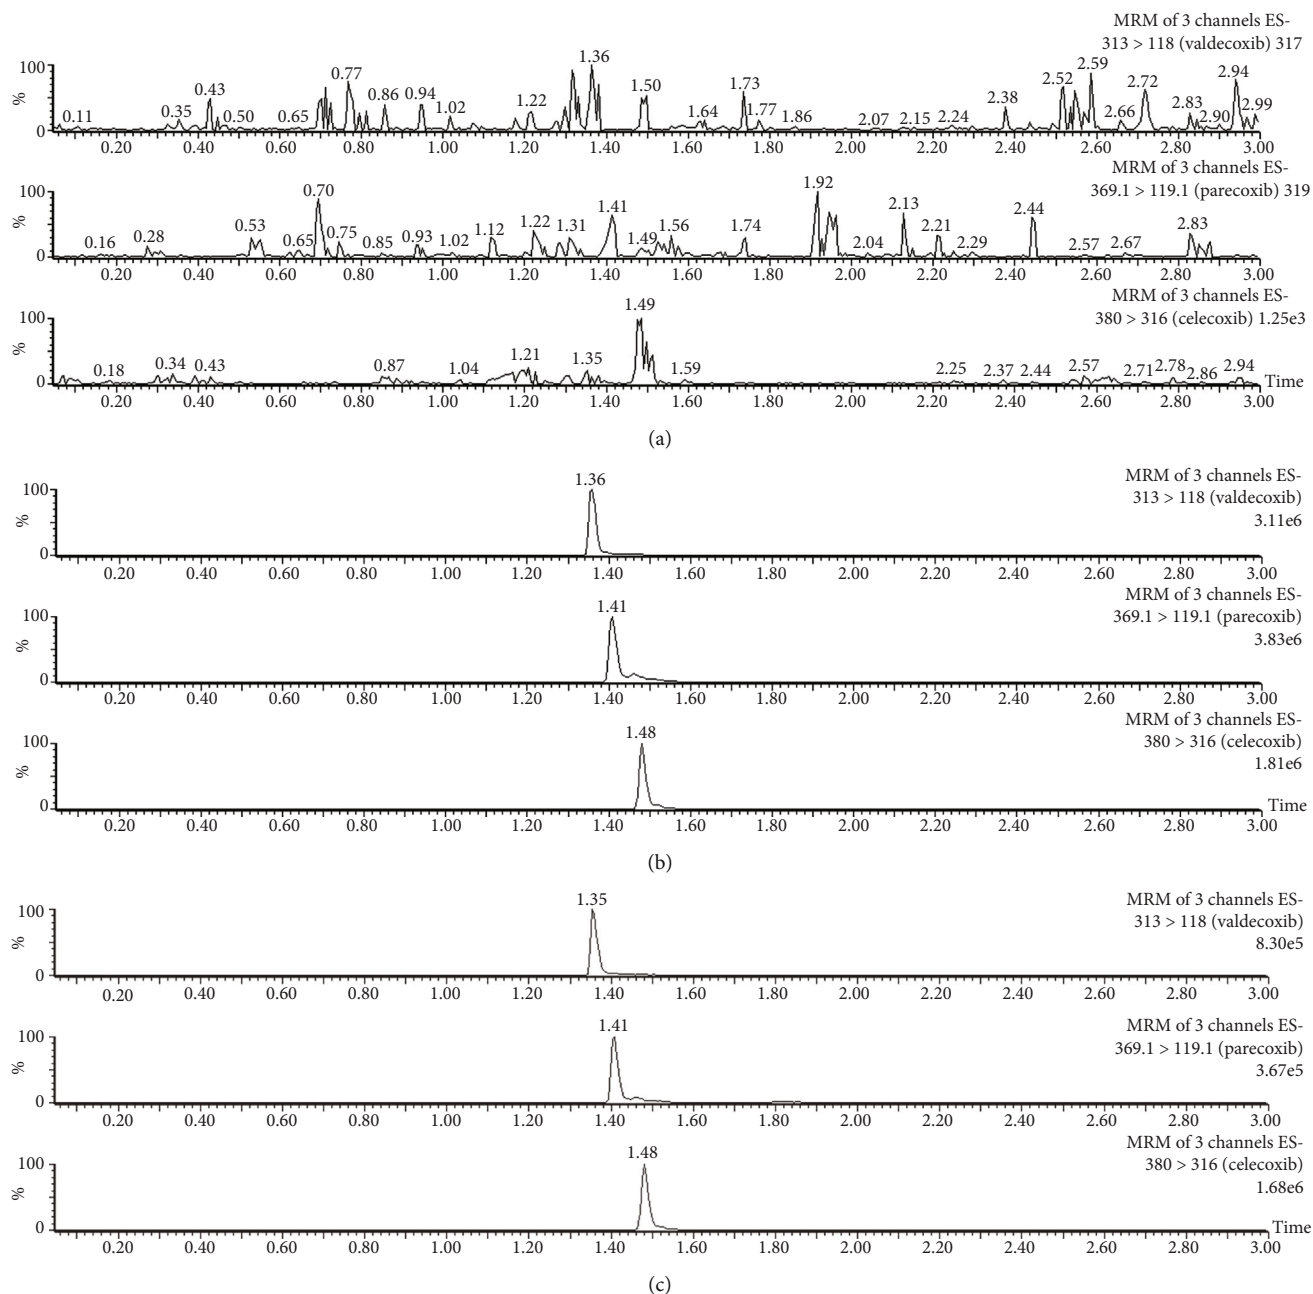 MRM of 3 channels ES-
313 > 118 (valdecoxib) 317
100
%
0
0.11 0.35 0.43 0.50 0.65 0.77 0.86 0.94 1.02 1.22 1.36 1.50 1.64 1.73 1.77 1.86 2.07 2.15 2.24 2.38 2.52 2.59 2.66 2.72 2.83 2.90 2.94 2.99
0.20 0.40 0.60 0.80 1.00 1.20 1.40 1.60 1.80 2.00 2.20 2.40 2.60 2.80 3.00
MRM of 3 channels ES-
369.1 > 119.1 (parecoxib) 319
100
%
0
0.16 0.28 0.53 0.65 0.70 0.75 0.85 0.93 1.02 1.12 1.22 1.31 1.41 1.49 1.56 1.74 1.92 2.04 2.13 2.21 2.29 2.44 2.57 2.67 2.83
0.20 0.40 0.60 0.80 1.00 1.20 1.40 1.60 1.80 2.00 2.20 2.40 2.60 2.80 3.00
MRM of 3 channels ES-
380 > 316 (celecoxib) 1.25e3
100
%
0
0.18 0.34 0.43 0.87 1.04 1.21 1.35 1.49 1.59 2.25 2.37 2.44 2.57 2.71 2.78 2.86 2.94
Time
0.20 0.40 0.60 0.80 1.00 1.20 1.40 1.60 1.80 2.00 2.20 2.40 2.60 2.80 3.00
(a)
MRM of 3 channels ES-
313 > 118 (valdecoxib)
3.11e6
100
%
0
1.36
0.20 0.40 0.60 0.80 1.00 1.20 1.40 1.60 1.80 2.00 2.20 2.40 2.60 2.80 3.00
MRM of 3 channels ES-
369.1 > 119.1 (parecoxib)
3.83e6
100
%
0
1.41
0.20 0.40 0.60 0.80 1.00 1.20 1.40 1.60 1.80 2.00 2.20 2.40 2.60 2.80 3.00
MRM of 3 channels ES-
380 > 316 (celecoxib)
1.81e6
100
%
0
1.48
Time
0.20 0.40 0.60 0.80 1.00 1.20 1.40 1.60 1.80 2.00 2.20 2.40 2.60 2.80 3.00
(b)
MRM of 3 channels ES-
313 > 118 (valdecoxib)
8.30e5
100
%
0
1.35
0.20 0.40 0.60 0.80 1.00 1.20 1.40 1.60 1.80 2.00 2.20 2.40 2.60 2.80 3.00
MRM of 3 channels ES-
369.1 > 119.1 (parecoxib)
3.67e5
100
%
0
1.41
0.20 0.40 0.60 0.80 1.00 1.20 1.40 1.60 1.80 2.00 2.20 2.40 2.60 2.80 3.00
MRM of 3 channels ES-
380 > 316 (celecoxib)
1.68e6
100
%
0
1.48
Time
0.20 0.40 0.60 0.80 1.00 1.20 1.40 1.60 1.80 2.00 2.20 2.40 2.60 2.80 3.00
(c)